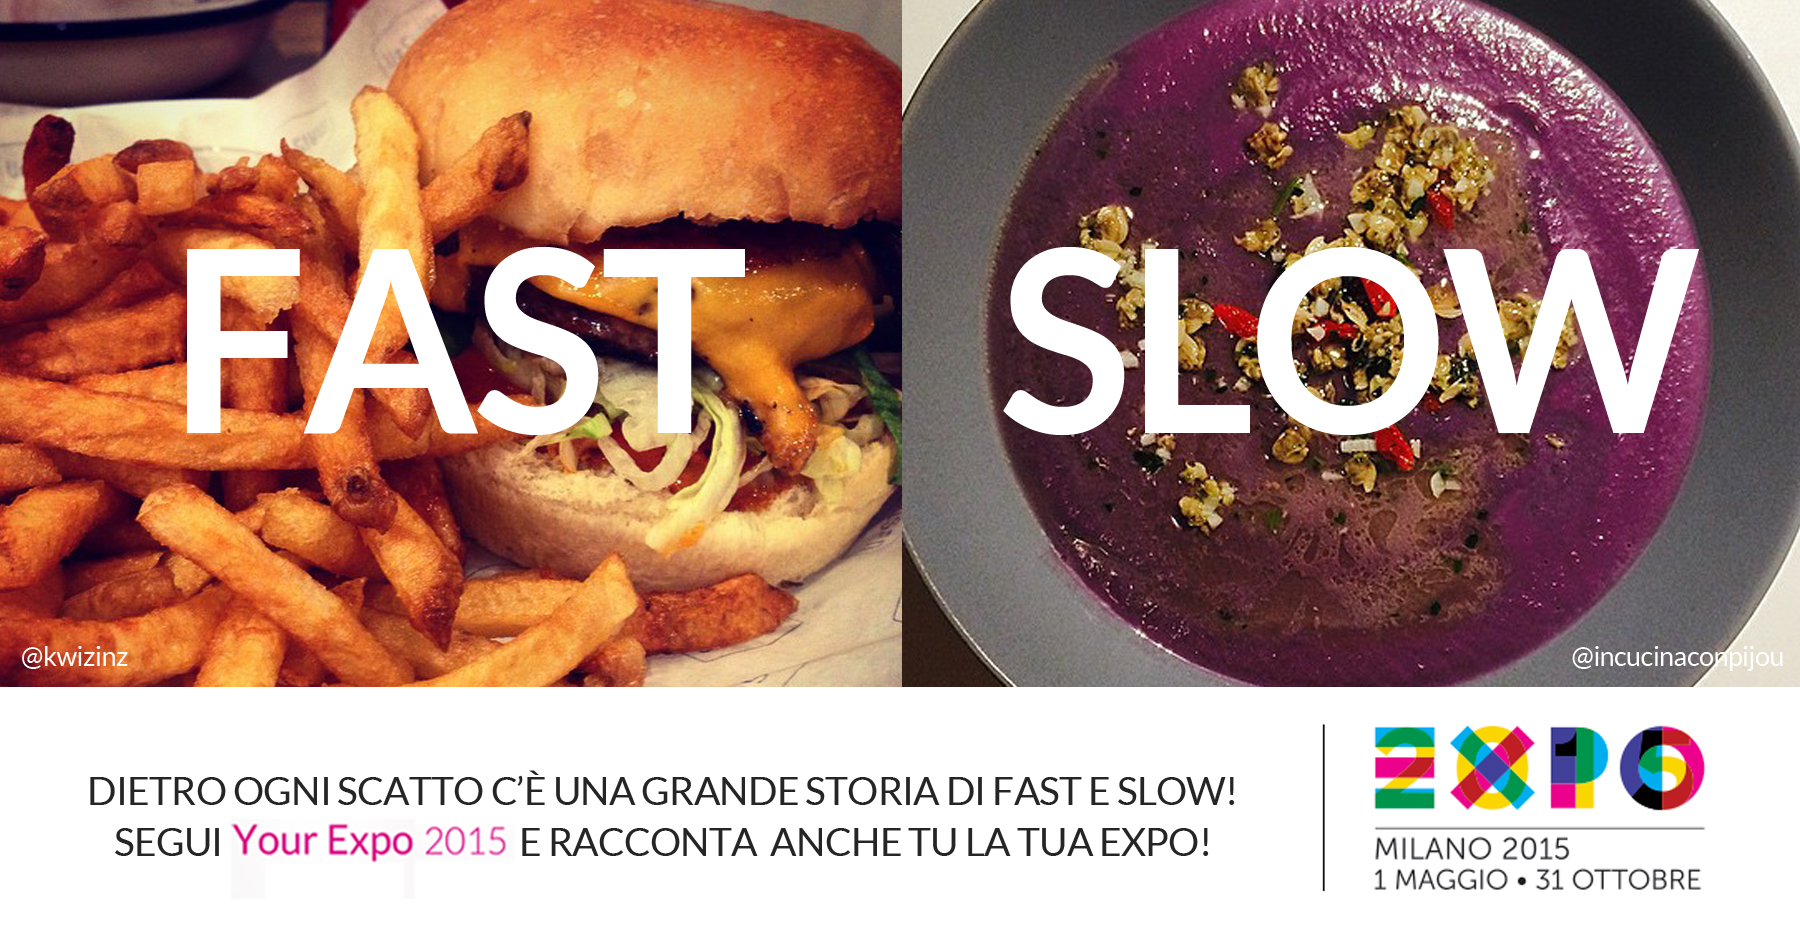 FAST
SLOW
@kwizinz
@incucinaconpijou
DIETRO OGNI SCATTO C'È UNA GRANDE STORIA DI FAST E SLOW!
SEGUI Your Expo 2015 E RACCONTA ANCHE TU LA TUA EXPO!
EXPO
MILANO 2015
1 MAGGIO • 31 OTTOBRE